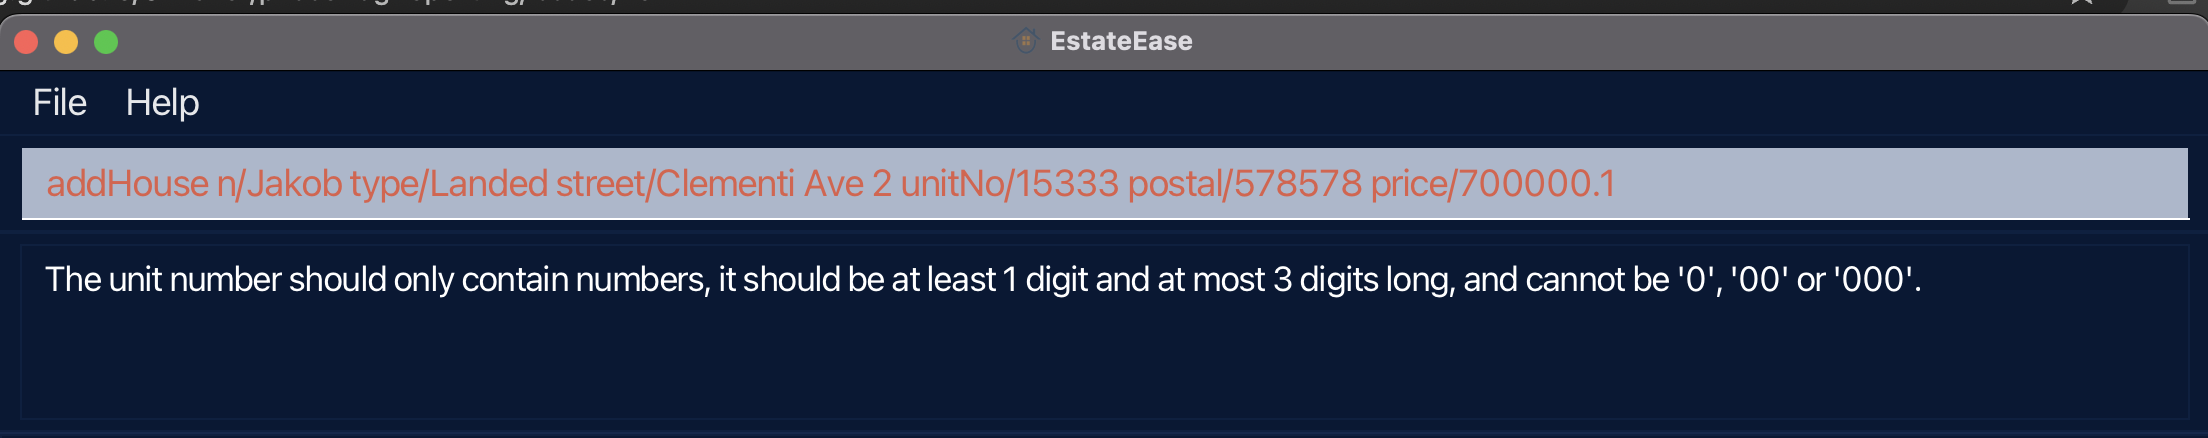 EstateEase
File Help
addHouse n/Jakob type/Landed street/Clementi Ave 2 unitNo/15333 postal/578578 price/700000.1
The unit number should only contain numbers, it should be at least 1 digit and at most 3 digits long, and cannot be '0', '00' or '000'.